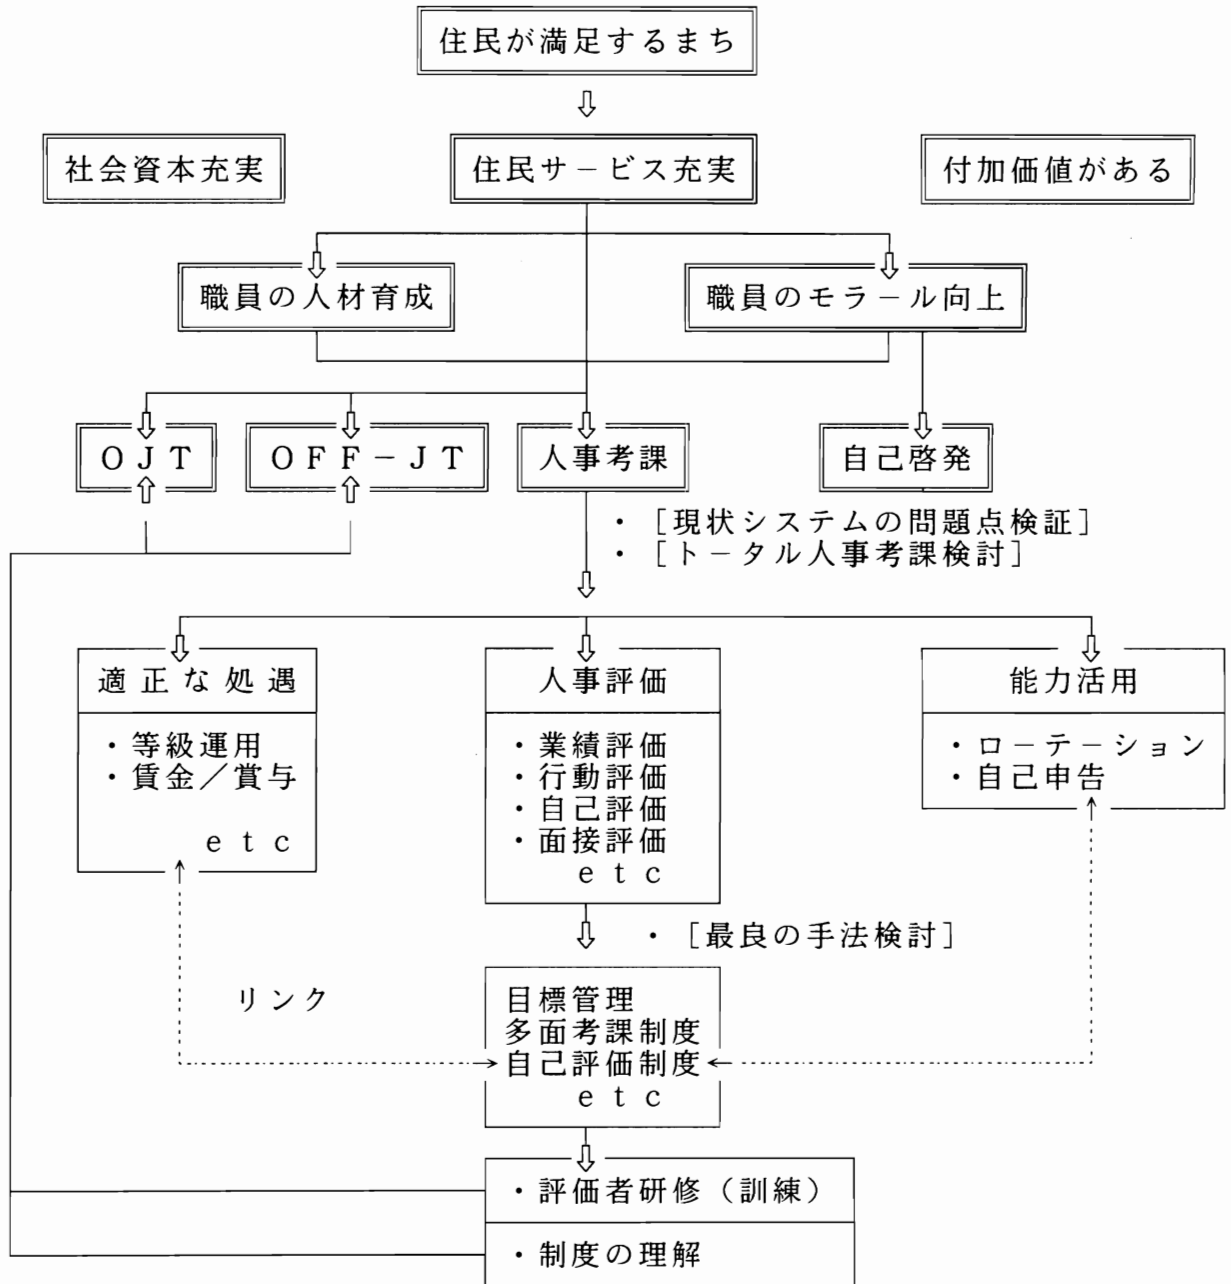 住民が満足するまち
社会資本充実
住民サービス充実
付加価値がある
職員の人材育成
職員のモラール向上
OJT
OFF-JT
人事考課
自己啓発
・［現状システムの問題点検証］
・［トータル人事考課検討］
適正な処遇
・等級運用
・賃金／賞与
etc
人事評価
・業績評価
・行動評価
・自己評価
・面接評価
etc
能力活用
・ローテーション
・自己申告
・［最良の手法検討］
リンク
目標管理
多面考課制度
自己評価制度
etc
・評価者研修（訓練）
・制度の理解